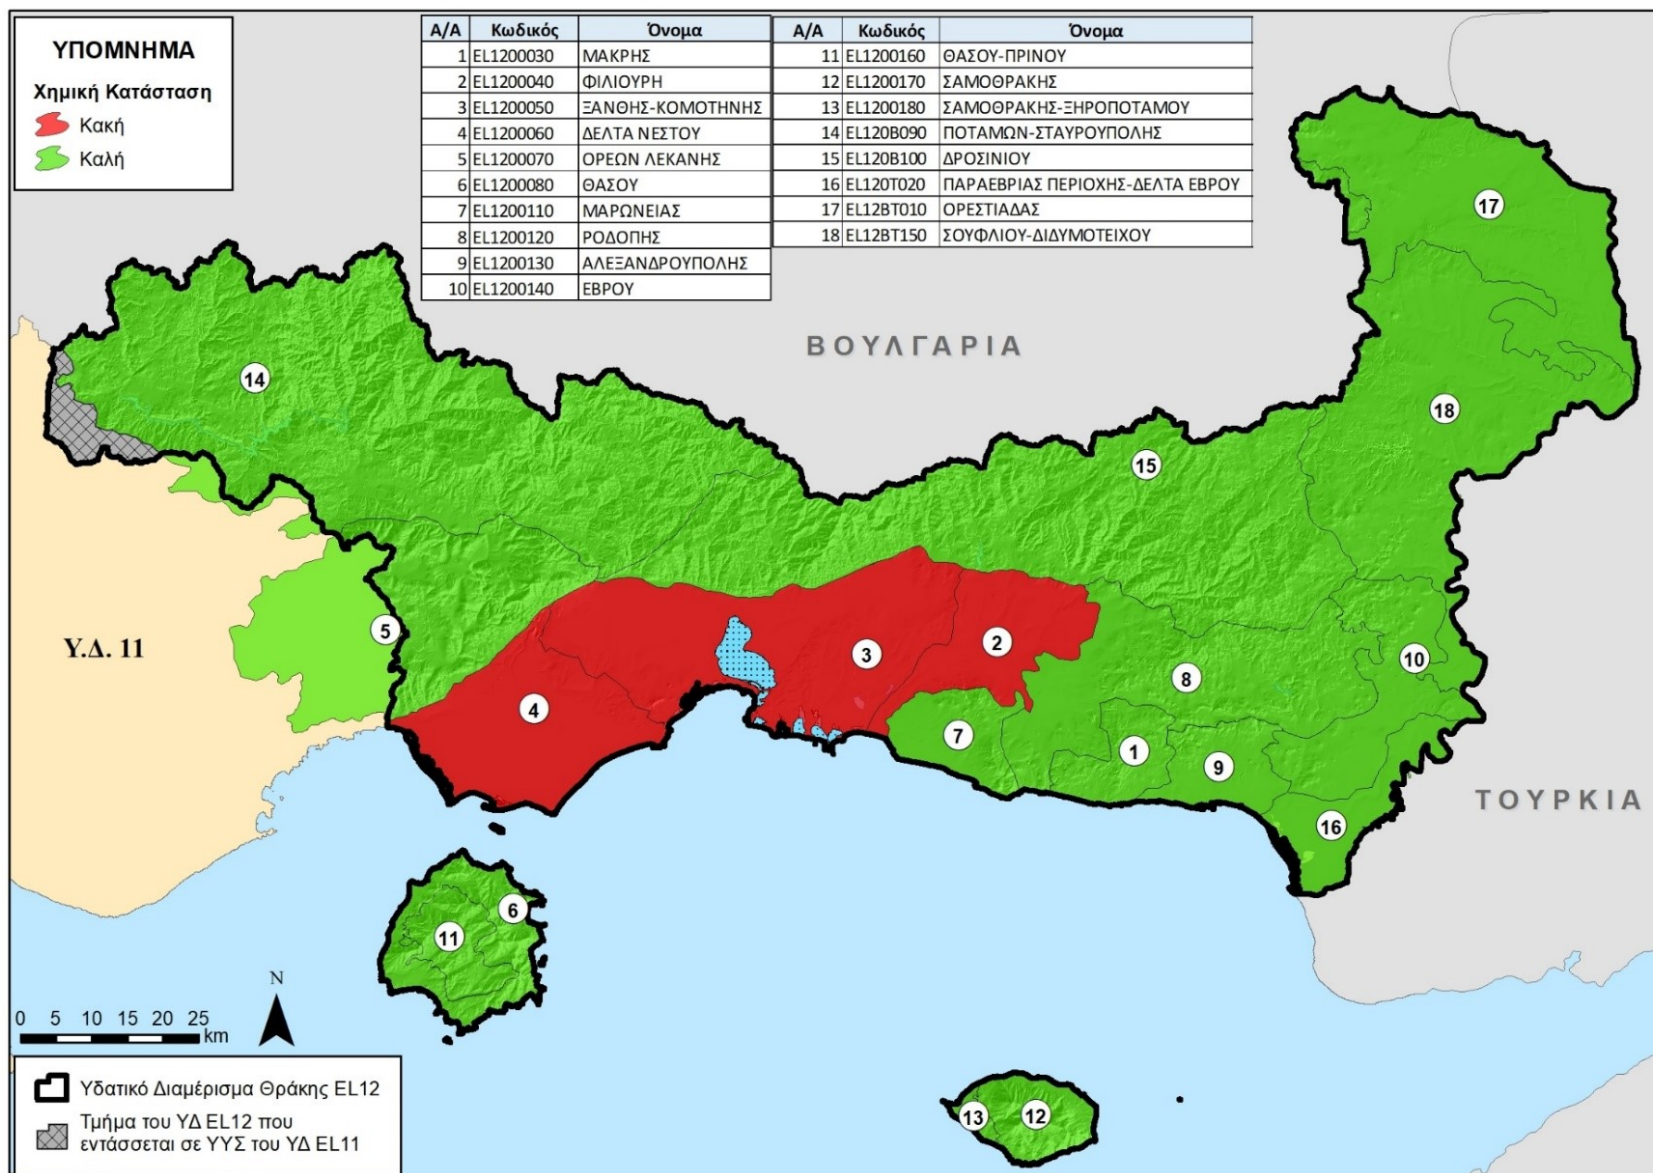 ΥΠΟΜΝΗΜΑ
Χημική Κατάσταση
Κακή
Καλή
Α/Α Κωδικός Όνομα
1 EL1200030 ΜΑΚΡΗΣ
2 EL1200040 ΦΙΛΙΟΥΡΗ
3 EL1200050 ΞΑΝΘΗΣ-ΚΟΜΟΤΗΝΗΣ
4 EL1200060 ΔΕΛΤΑ ΝΕΣΤΟΥ
5 EL1200070 ΟΡΕΩΝ ΛΕΚΑΝΗΣ
6 EL1200080 ΘΑΣΟΥ
7 EL1200110 ΜΑΡΩΝΕΙΑΣ
8 EL1200120 ΡΟΔΟΠΗΣ
9 EL1200130 ΑΛΕΞΑΝΔΡΟΥΠΟΛΗΣ
10 EL1200140 ΕΒΡΟΥ
Α/Α Κωδικός Όνομα
11 EL1200160 ΘΑΣΟΥ-ΠΡΙΝΟΥ
12 EL1200170 ΣΑΜΟΘΡΑΚΗΣ
13 EL1200180 ΣΑΜΟΘΡΑΚΗΣ-ΞΗΡΟΠΟΤΑΜΟΥ
14 EL120B090 ΠΟΤΑΜΩΝ-ΣΤΑΥΡΟΥΠΟΛΗΣ
15 EL120B100 ΔΡΟΣΙΝΙΟΥ
16 EL120T020 ΠΑΡΑΕΒΡΙΑΣ ΠΕΡΙΟΧΗΣ-ΔΕΛΤΑ ΕΒΡΟΥ
17 EL12BT010 ΟΡΕΣΤΙΑΔΑΣ
18 EL12BT150 ΣΟΥΦΛΙΟΥ-ΔΙΔΥΜΟΤΕΙΧΟΥ
17
ΒΟΥΛΓΑΡΙΑ
14
18
15
5
Υ.Δ. 11
3
2
10
8
4
7
1
9
ΤΟΥΡΚΙΑ
16
6
11
N
0 5 10 15 20 25
km
Υδατικό Διαμέρισμα Θράκης EL12
Τμήμα του ΥΔ EL12 που
εντάσσεται σε ΥΥΣ του ΥΔ EL11
13
12